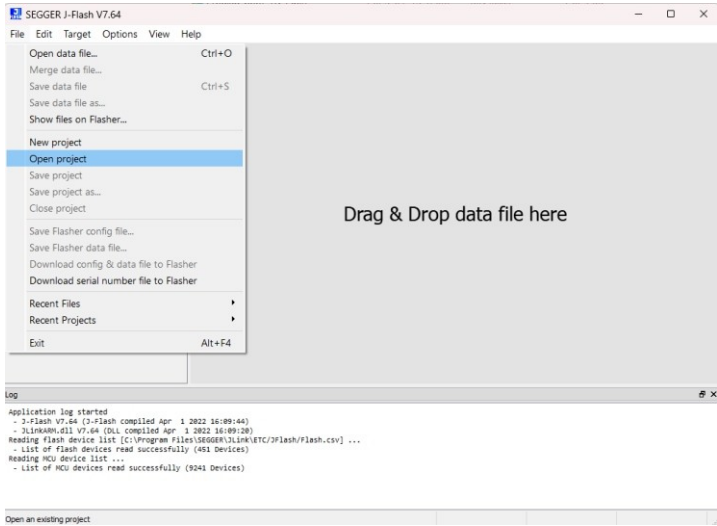 SEGGER J-Flash V7.64
File Edit Target Options View Help
Open data file... Ctrl+O
Merge data file...
Save data file Ctrl+S
Save data file as...
Show files on Flasher...
New project
Open project
Save project
Save project as...
Close project
Save Flasher config file...
Save Flasher data file...
Download config & data file to Flasher
Download serial number file to Flasher
Recent Files
Recent Projects
Exit Alt+F4
Drag & Drop data file here
Log
Application log started
- J-Flash V7.64 (J-Flash compiled Apr 1 2022 16:09:44)
- JLinkARM.dll V7.64 (DLL compiled Apr 1 2022 16:09:20)
Reading flash device list [C:\Program Files\SEGGER\JLink\ETC/JFlash/Flash.csv] ...
- List of flash devices read successfully (451 Devices)
Reading MCU device list ...
- List of MCU devices read successfully (9241 Devices)
Open an existing project